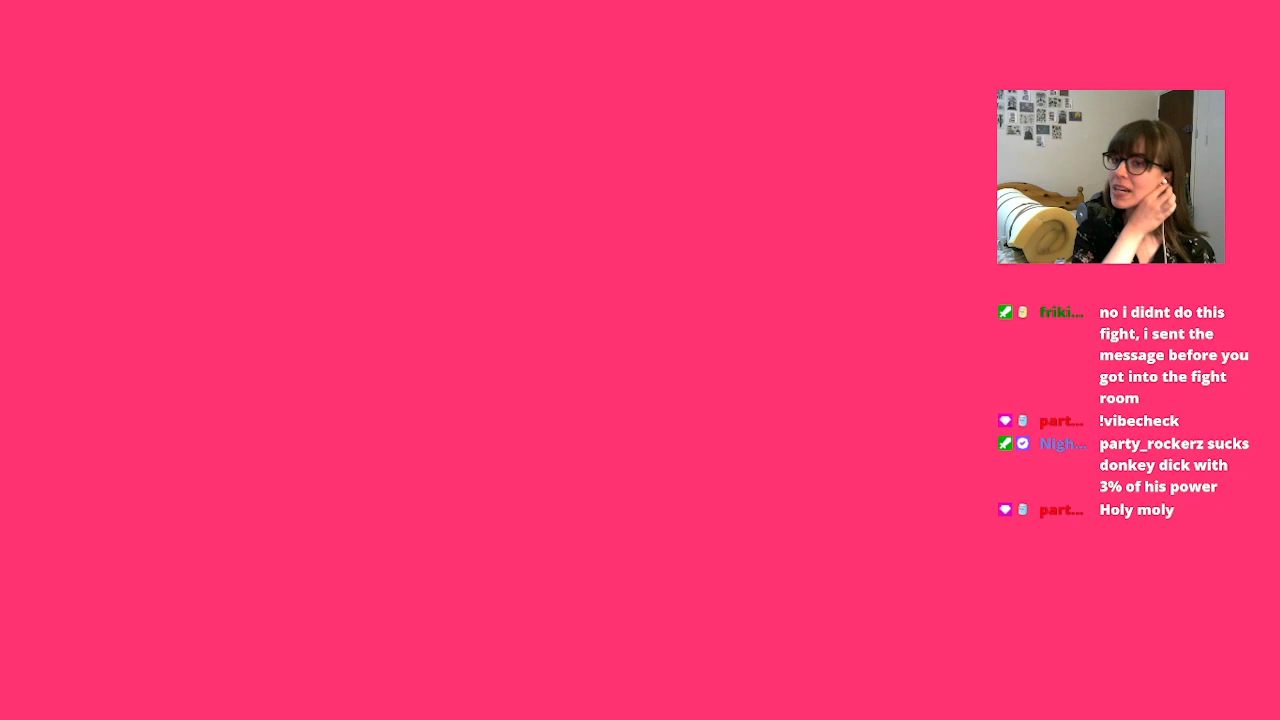 friki... no i didnt do this
fight, i sent the
message before you
got into the fight
room
part... !vibecheck
Nigh... party_rockerz sucks
donkey dick with
3% of his power
part... Holy moly